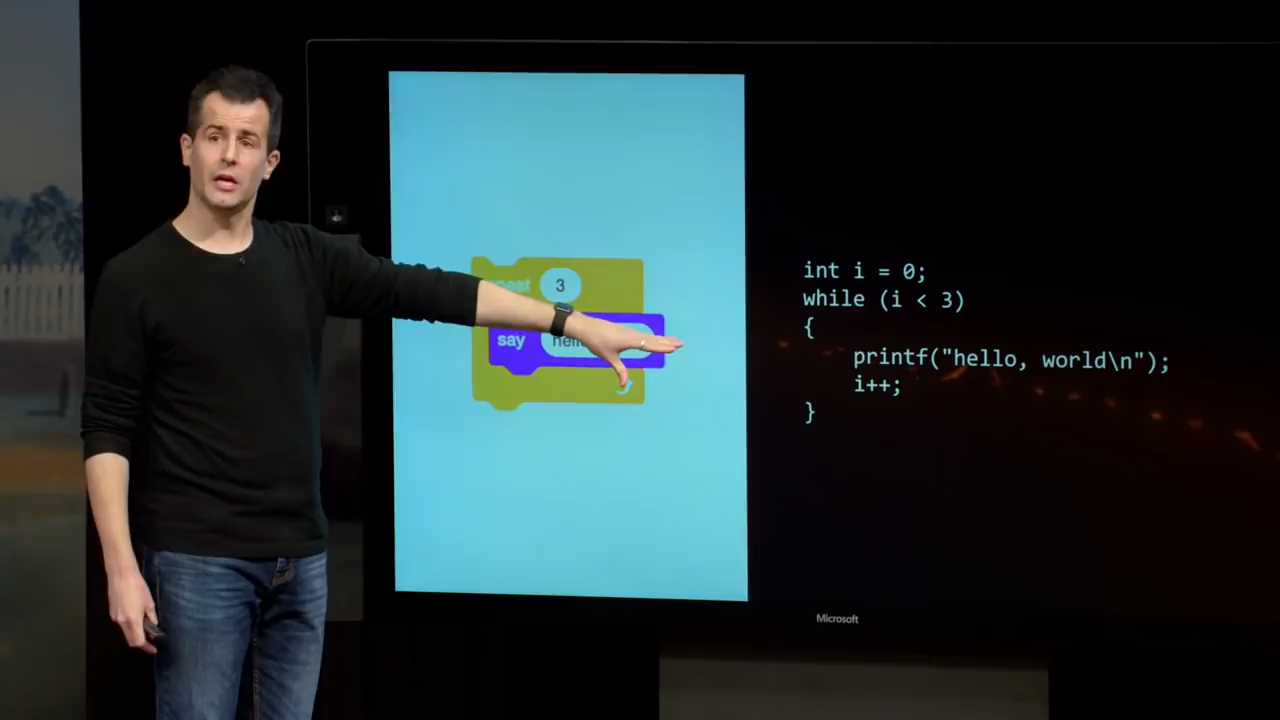 3
say
int i = 0;
while (i < 3)
{
printf("hello, world\n");
i++;
}
Microsoft